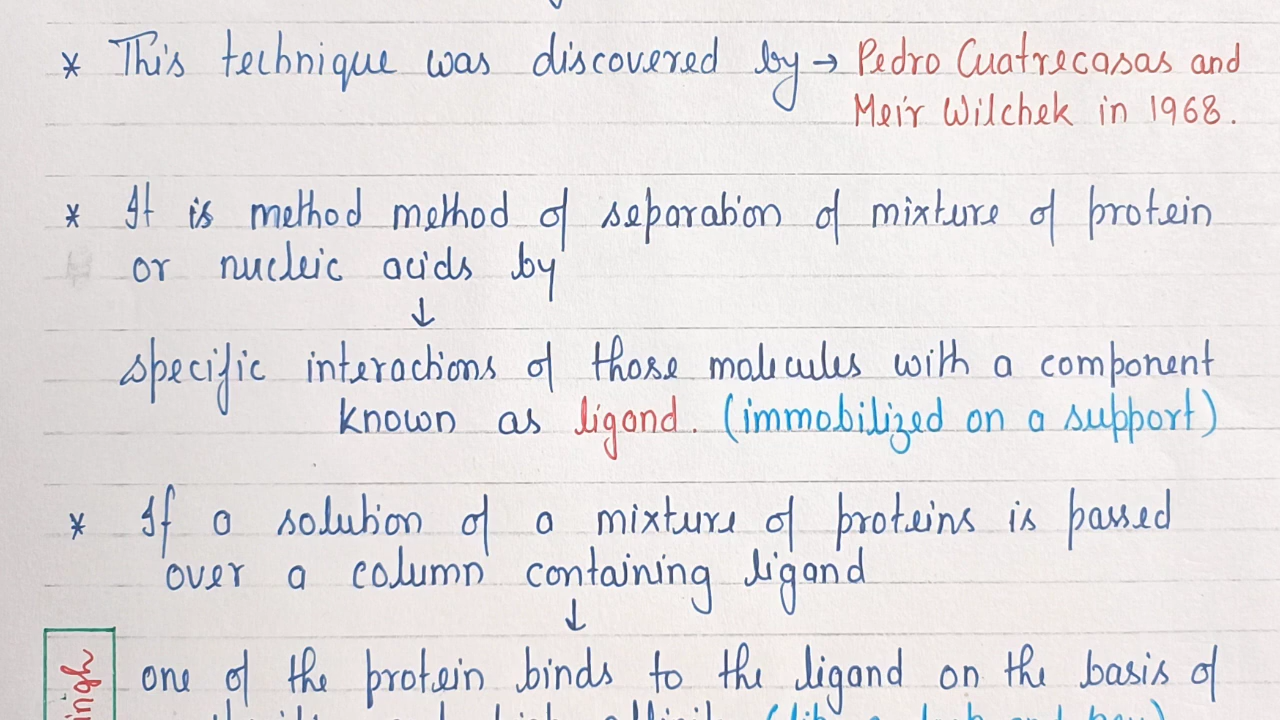 * This technique was discovered by → Pedro Cuatrecasas and
Meir Wilchek in 1968.
* It is method method of separation of mixture of protein
or nucleic acids by
↓
specific interactions of those molecules with a component
known as ligand. (immobilized on a support)
* If a solution of a mixture of proteins is passed
over a column containing ligand
↓
one of the protein binds to the ligand on the basis of